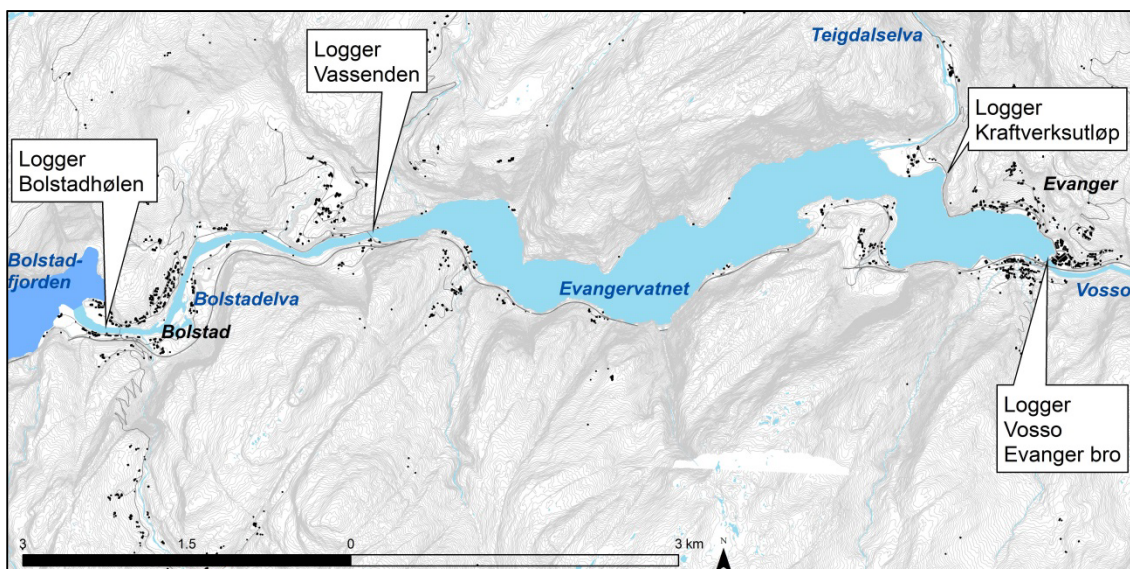 Teigdalselva
Logger
Vassenden
Logger
Kraftverksutløp
Logger
Bolstadhølen
Evanger
Bolstad-
fjorden
Bolstadelva
Evangervatnet
Vosso
Bolstad
Logger
Vosso
Evanger bro
N
3 1.5 0 3 km